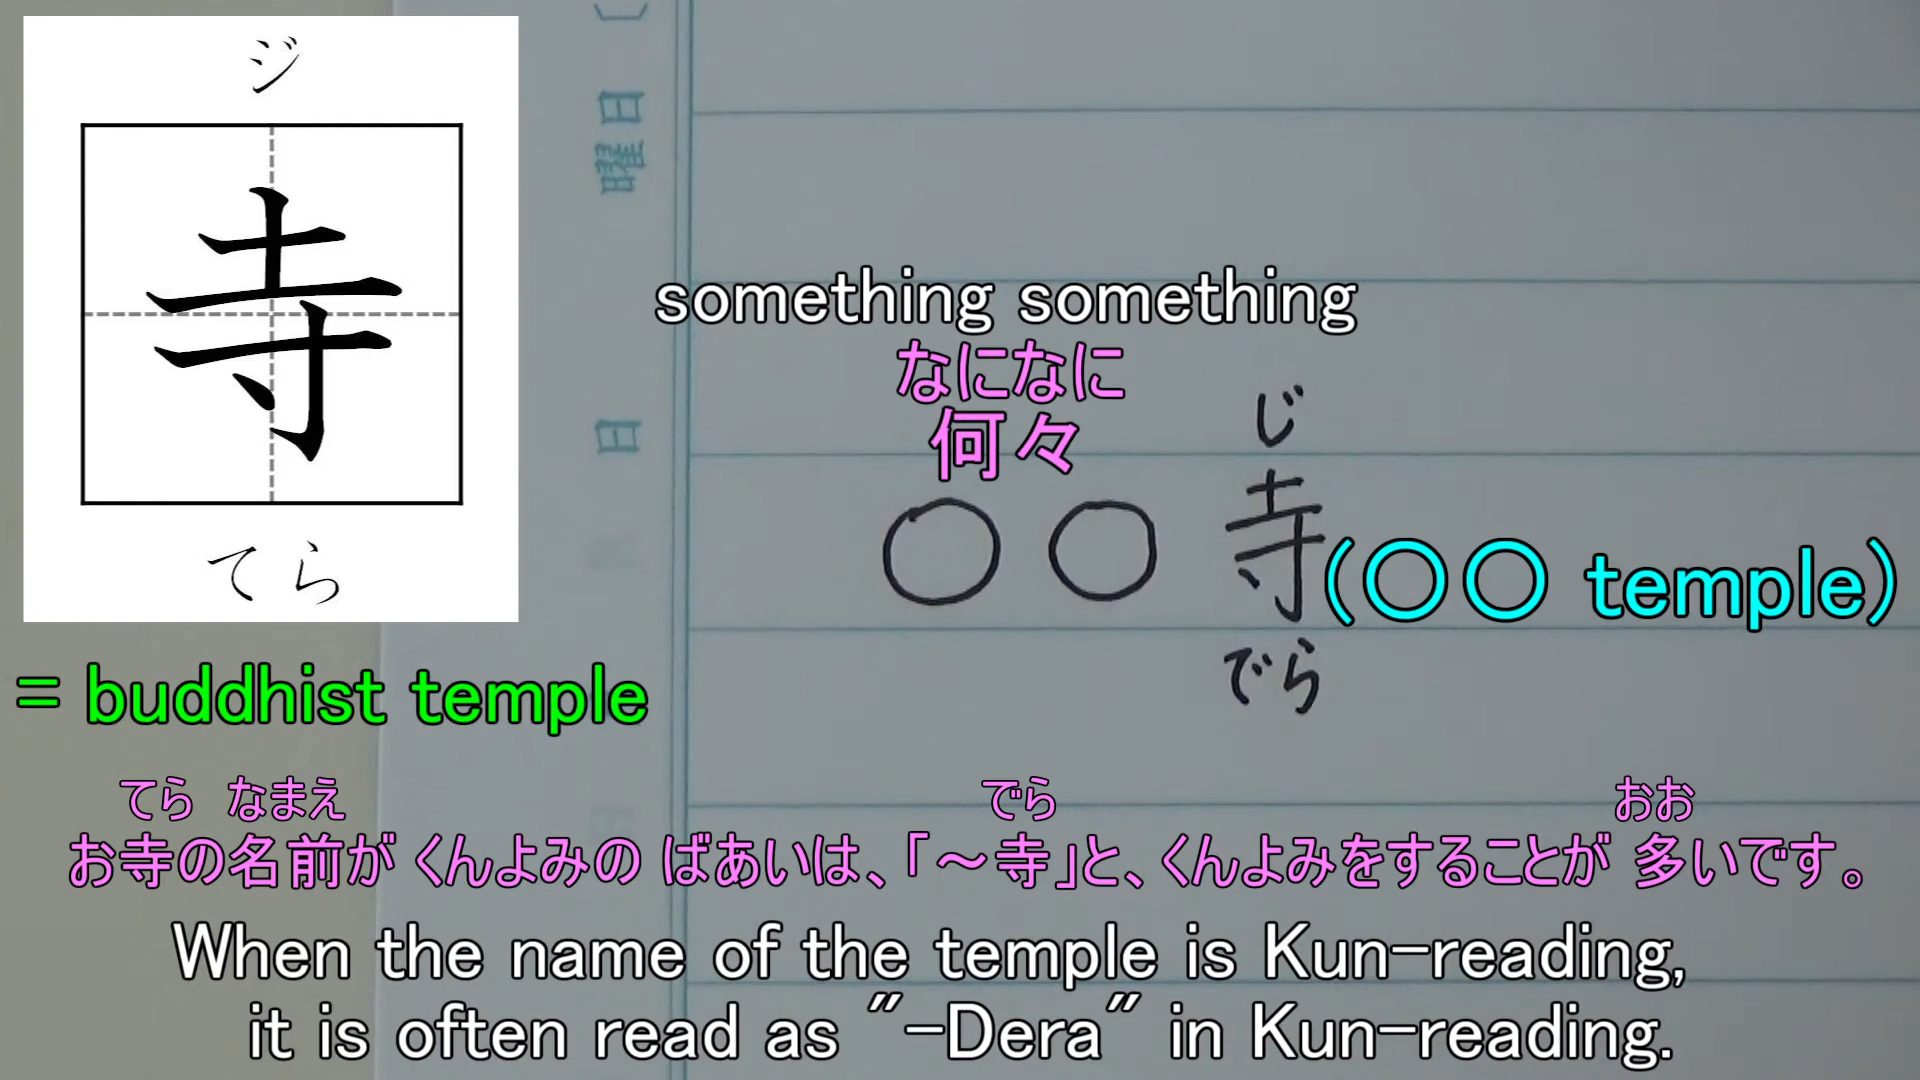 ジ
寺
てら
= buddhist temple
日
曜
日
something something
なになに
何々
じ
〇〇寺
でら
(〇〇 temple)
てら なまえ でら おお
お寺の名前が くんよみの ばあいは、「～寺」と、くんよみをすることが 多いです。
When the name of the temple is Kun-reading,
it is often read as "-Dera" in Kun-reading.